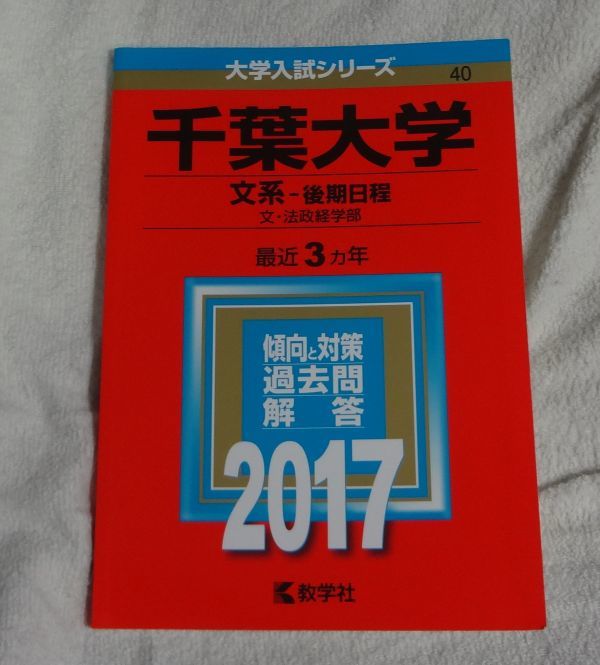 大学入試シリーズ
40
千葉大学
文系-後期日程
文・法政経学部
最近3カ年
傾向と対策
過去問
解答
2017
教学社